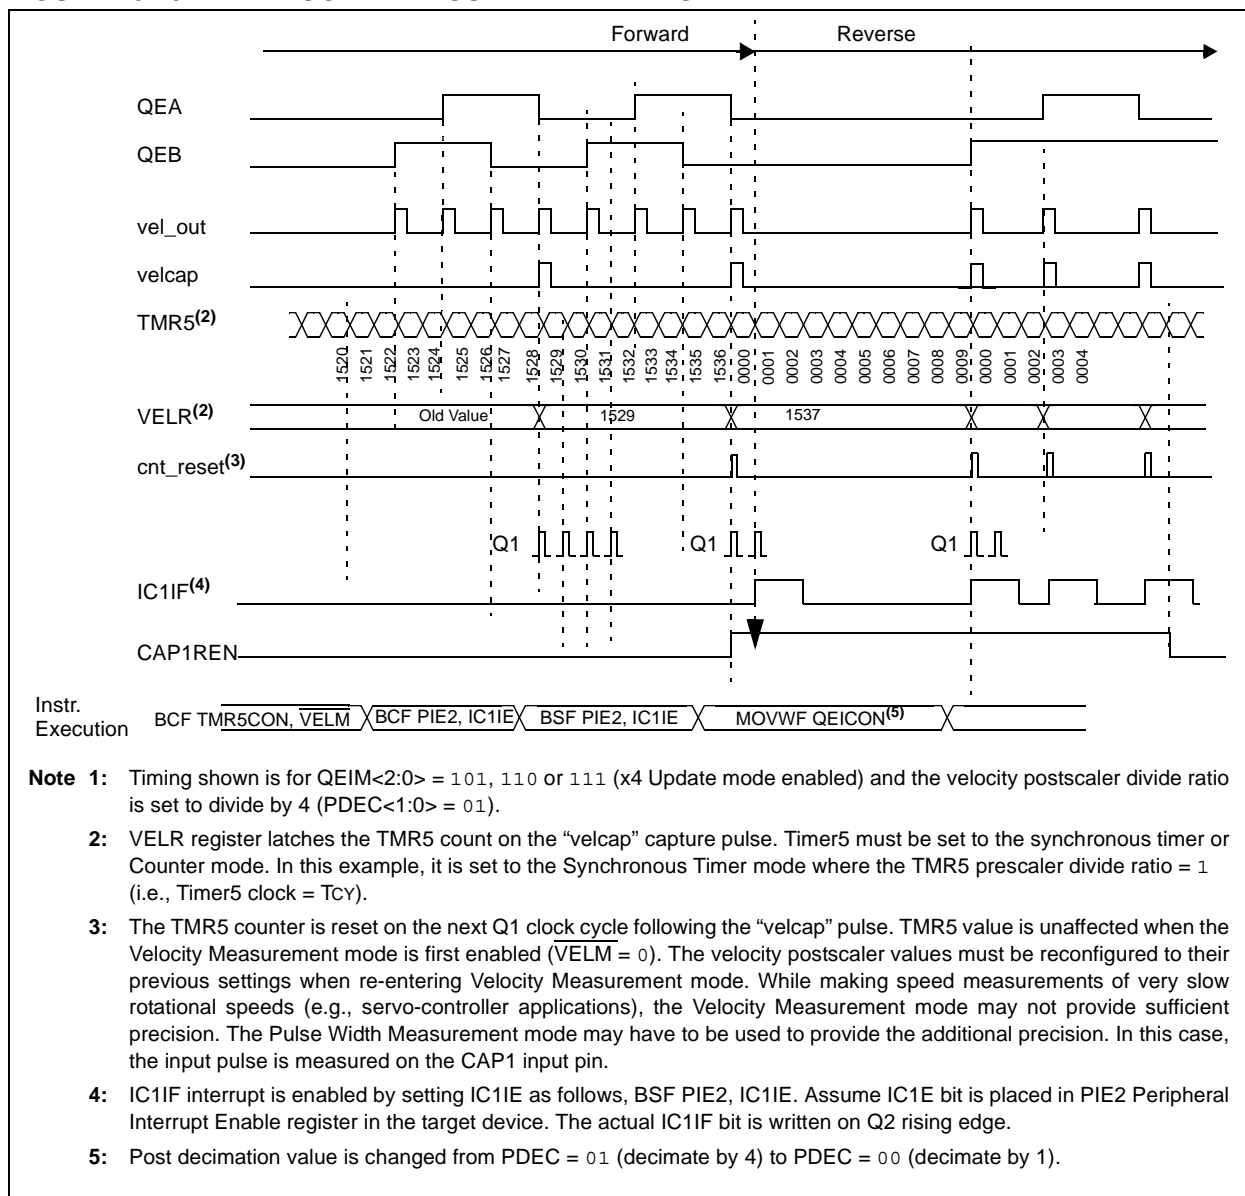 Forward Reverse
QEA
QEB
vel_out
velcap
TMR5(2)
1520 1521 1522 1523 1524 1525 1526 1527 1528 1529 1530 1531 1532 1533 1534 1535 1536 0000 0001 0002 0003 0004 0005 0006 0007 0008 0009 0000 0001 0002 0003 0004
VELR(2) Old Value 1529 1537
cnt_reset(3)
Q1 Q1 Q1
IC1IF(4)
CAP1REN
Instr.
Execution BCF TMR5CON, VELM BCF PIE2, IC1IE BSF PIE2, IC1IE MOVWF QEICON(5)
Note 1: Timing shown is for QEIM<2:0> = 101, 110 or 111 (x4 Update mode enabled) and the velocity postscaler divide ratio
is set to divide by 4 (PDEC<1:0> = 01).
2: VELR register latches the TMR5 count on the “velcap” capture pulse. Timer5 must be set to the synchronous timer or
Counter mode. In this example, it is set to the Synchronous Timer mode where the TMR5 prescaler divide ratio = 1
(i.e., Timer5 clock = TCY).
3: The TMR5 counter is reset on the next Q1 clock cycle following the “velcap” pulse. TMR5 value is unaffected when the
Velocity Measurement mode is first enabled (VELM = 0). The velocity postscaler values must be reconfigured to their
previous settings when re-entering Velocity Measurement mode. While making speed measurements of very slow
rotational speeds (e.g., servo-controller applications), the Velocity Measurement mode may not provide sufficient
precision. The Pulse Width Measurement mode may have to be used to provide the additional precision. In this case,
the input pulse is measured on the CAP1 input pin.
4: IC1IF interrupt is enabled by setting IC1IE as follows, BSF PIE2, IC1IE. Assume IC1E bit is placed in PIE2 Peripheral
Interrupt Enable register in the target device. The actual IC1IF bit is written on Q2 rising edge.
5: Post decimation value is changed from PDEC = 01 (decimate by 4) to PDEC = 00 (decimate by 1).